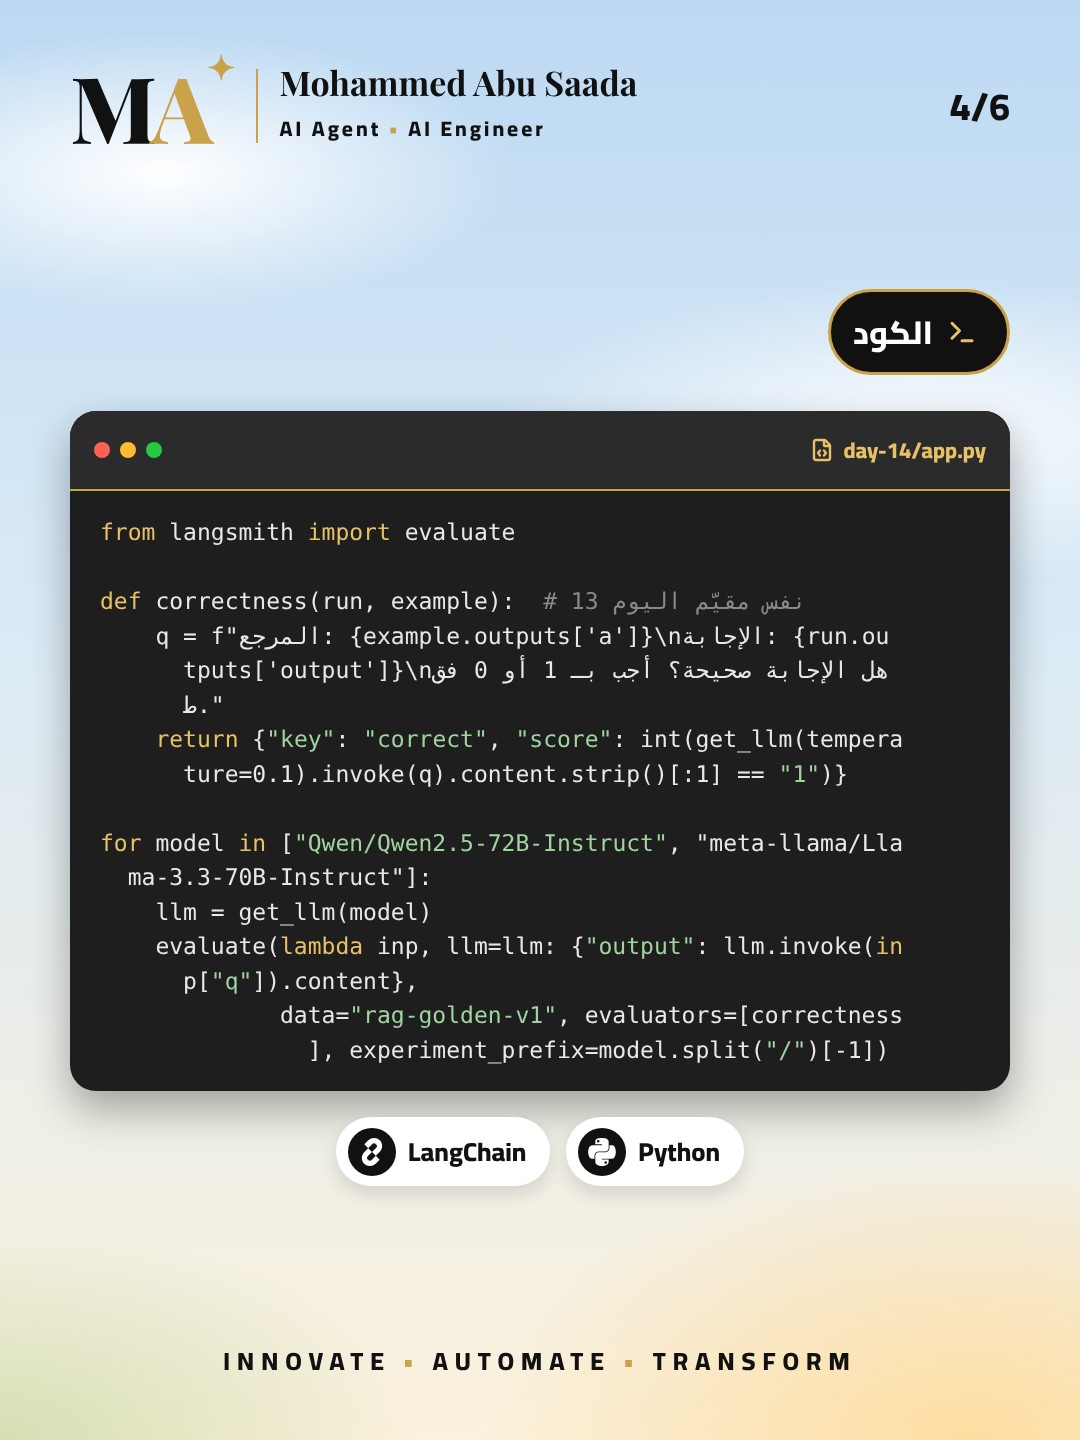 MA
Mohammed Abu Saada
AI Agent ▪ AI Engineer
4/6
الكود
day-14/app.py
from langsmith import evaluate
def correctness(run, example):  # نفس مقيّم اليوم 13
q = f"المرجع: {example.outputs['a']}\nالإجابة: {run.ou
tputs['output']}\nهل الإجابة صحيحة؟ أجب بـ 1 أو 0 فق
ط."
return {"key": "correct", "score": int(get_llm(tempera
ture=0.1).invoke(q).content.strip()[:1] == "1")}
for model in ["Qwen/Qwen2.5-72B-Instruct", "meta-llama/Lla
ma-3.3-70B-Instruct"]:
llm = get_llm(model)
evaluate(lambda inp, llm=llm: {"output": llm.invoke(in
p["q"]).content},
data="rag-golden-v1", evaluators=[correctness
], experiment_prefix=model.split("/")[-1])
LangChain
Python
INNOVATE ▪ AUTOMATE ▪ TRANSFORM